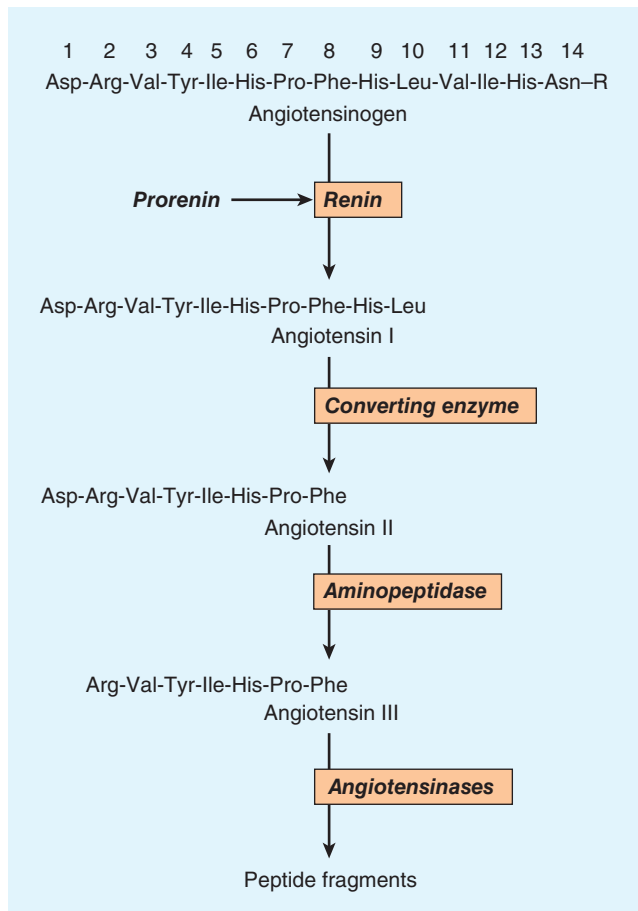 1 2 3 4 5 6 7 8 9 10 11 12 13 14
Asp-Arg-Val-Tyr-Ile-His-Pro-Phe-His-Leu-Val-Ile-His-Asn–R
Angiotensinogen
Prorenin Renin
Asp-Arg-Val-Tyr-Ile-His-Pro-Phe-His-Leu
Angiotensin I
Converting enzyme
Asp-Arg-Val-Tyr-Ile-His-Pro-Phe
Angiotensin II
Aminopeptidase
Arg-Val-Tyr-Ile-His-Pro-Phe
Angiotensin III
Angiotensinases
Peptide fragments